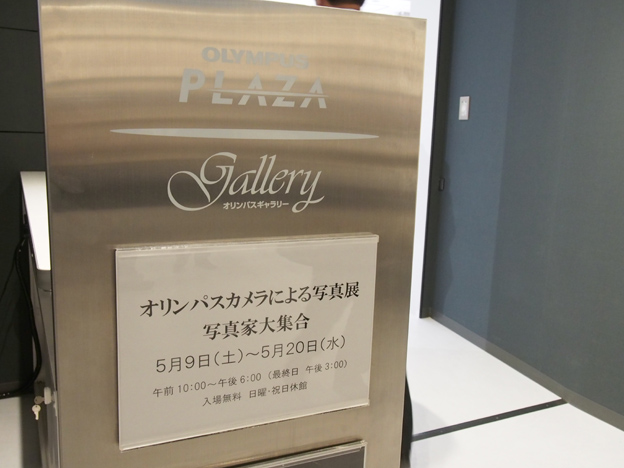 OLYMPUS
PLAZA
Gallery
オリンパスギャラリー
オリンパスカメラによる写真展
写真家大集合
5月9日(土)～5月20日(水)
午前10:00～午後6:00 (最終日 午後3:00)
入場無料 日曜・祝日休館